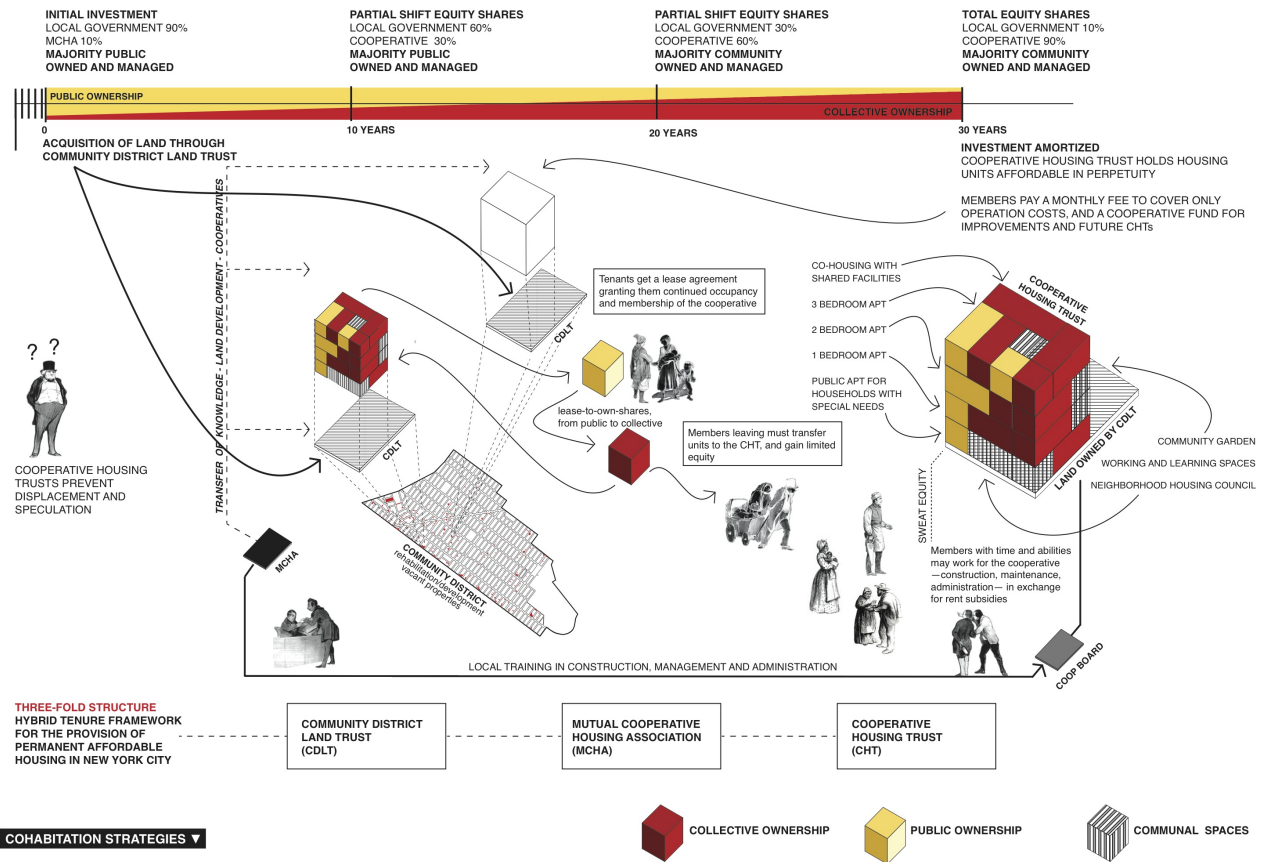 INITIAL INVESTMENT
LOCAL GOVERNMENT 90%
MCHA 10%
MAJORITY PUBLIC
OWNED AND MANAGED
PARTIAL SHIFT EQUITY SHARES
LOCAL GOVERNMENT 60%
COOPERATIVE 30%
MAJORITY PUBLIC
OWNED AND MANAGED
PARTIAL SHIFT EQUITY SHARES
LOCAL GOVERNMENT 30%
COOPERATIVE 60%
MAJORITY COMMUNITY
OWNED AND MANAGED
TOTAL EQUITY SHARES
LOCAL GOVERNMENT 10%
COOPERATIVE 90%
MAJORITY COMMUNITY
OWNED AND MANAGED
PUBLIC OWNERSHIP
COLLECTIVE OWNERSHIP
0
10 YEARS
20 YEARS
30 YEARS
ACQUISITION OF LAND THROUGH
COMMUNITY DISTRICT LAND TRUST
INVESTMENT AMORTIZED
COOPERATIVE HOUSING TRUST HOLDS HOUSING
UNITS AFFORDABLE IN PERPETUITY
MEMBERS PAY A MONTHLY FEE TO COVER ONLY
OPERATION COSTS, AND A COOPERATIVE FUND FOR
IMPROVEMENTS AND FUTURE CHTs
TRANSFER OF KNOWLEDGE - LAND DEVELOPMENT - COOPERATIVES
Tenants get a lease agreement
granting them continued occupancy
and membership of the cooperative
CDLT
CDLT
lease-to-own-shares,
from public to collective
Members leaving must transfer
units to the CHT, and gain limited
equity
? ?
COOPERATIVE HOUSING
TRUSTS PREVENT
DISPLACEMENT AND
SPECULATION
MCHA
COMMUNITY DISTRICT
rehabilitation/development
vacant properties
CO-HOUSING WITH
SHARED FACILITIES
3 BEDROOM APT
2 BEDROOM APT
1 BEDROOM APT
PUBLIC APT FOR
HOUSEHOLDS WITH
SPECIAL NEEDS
COOPERATIVE
HOUSING TRUST
LAND OWNED BY CDLT
COMMUNITY GARDEN
WORKING AND LEARNING SPACES
NEIGHBORHOOD HOUSING COUNCIL
SWEAT EQUITY
Members with time and abilities
may work for the cooperative
—construction, maintenance,
administration— in exchange
for rent subsidies
COOP BOARD
LOCAL TRAINING IN CONSTRUCTION, MANAGEMENT AND ADMINISTRATION
THREE-FOLD STRUCTURE
HYBRID TENURE FRAMEWORK
FOR THE PROVISION OF
PERMANENT AFFORDABLE
HOUSING IN NEW YORK CITY
COMMUNITY DISTRICT
LAND TRUST
(CDLT)
MUTUAL COOPERATIVE
HOUSING ASSOCIATION
(MCHA)
COOPERATIVE
HOUSING TRUST
(CHT)
COHABITATION STRATEGIES ▼
COLLECTIVE OWNERSHIP
PUBLIC OWNERSHIP
COMMUNAL SPACES